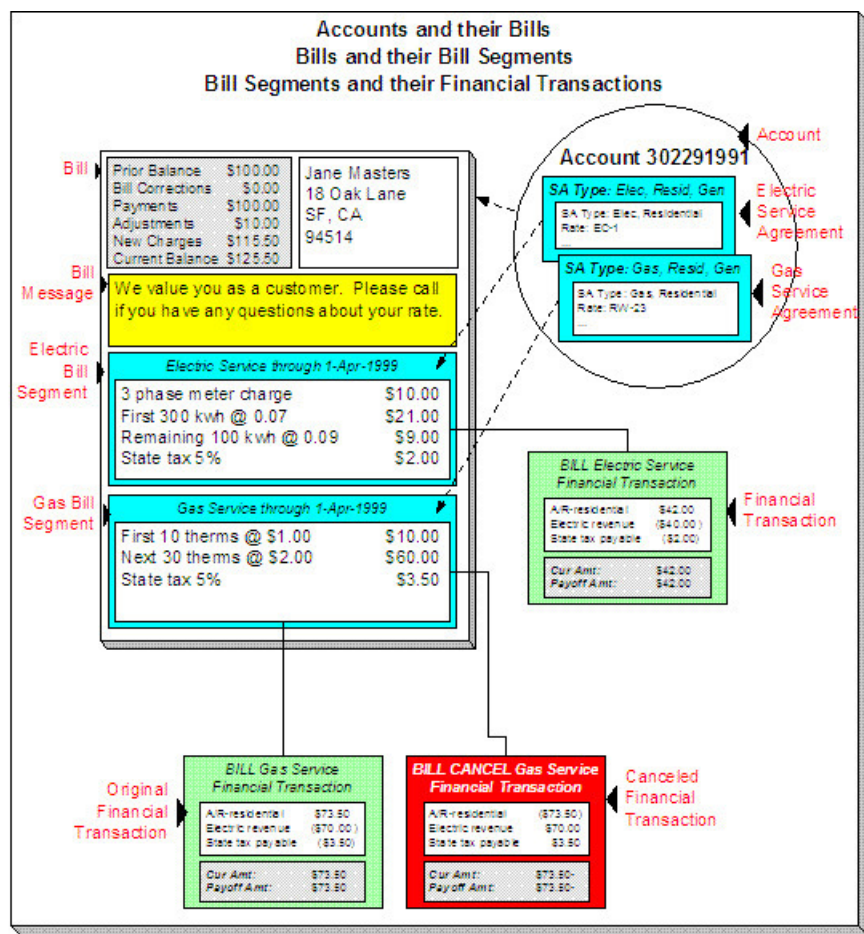 Accounts and their Bills
Bills and their Bill Segments
Bill Segments and their Financial Transactions
Account
Account 302291991
SA Type: Elec, Resid, Gen
SA Type: Elec, Residential
Rate: EC-1
...
Electric
Service
Agreement
SA Type: Gas, Resid, Gen
SA Type: Gas, Residential
Rate: RW-23
...
Gas
Service
Agreement
Bill
Prior Balance $100.00
Bill Corrections $0.00
Payments $100.00
Adjustments $10.00
New Charges $115.50
Current Balance $125.50
Jane Masters
18 Oak Lane
SF, CA
94514
Bill
Message
We value you as a customer. Please call
if you have any questions about your rate.
Electric
Bill
Segment
Electric Service through 1-Apr-1999
3 phase meter charge $10.00
First 300 kwh @ 0.07 $21.00
Remaining 100 kwh @ 0.09 $9.00
State tax 5% $2.00
Gas Bill
Segment
Gas Service through 1-Apr-1999
First 10 therms @ $1.00 $10.00
Next 30 therms @ $2.00 $60.00
State tax 5% $3.50
BILL Electric Service
Financial Transaction
A/R-residential $42.00
Electric revenue ($40.00)
State tax payable ($2.00)
Cur Amt: $42.00
Payoff Amt: $42.00
Financial
Transaction
Original
Financial
Transaction
BILL Gas Service
Financial Transaction
A/R-residential $73.50
Electric revenue ($70.00)
State tax payable ($3.50)
Cur Amt: $73.50
Payoff Amt: $73.50
BILL CANCEL Gas Service
Financial Transaction
A/R-residential ($73.50)
Electric revenue $70.00
State tax payable $3.50
Cur Amt: $73.50-
Payoff Amt: $73.50-
Canceled
Financial
Transaction